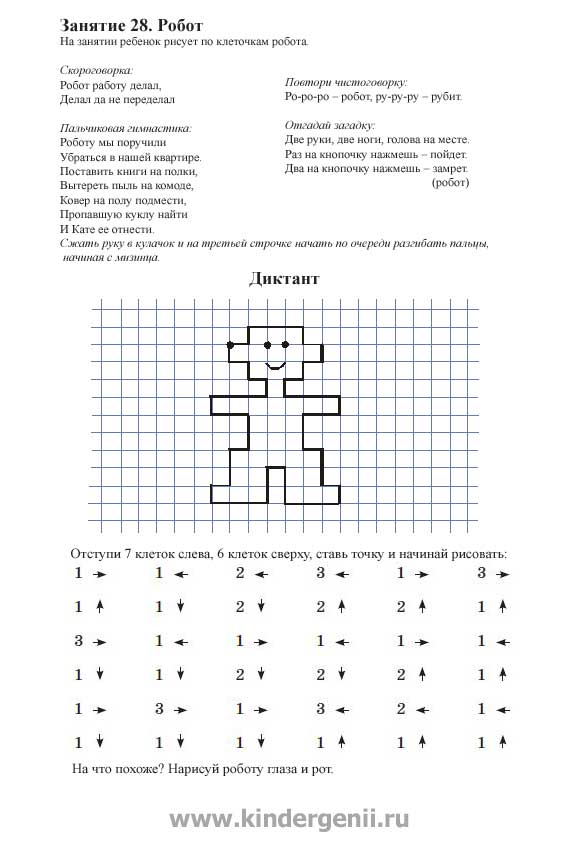 Занятие 28. Робот
На занятии ребенок рисует по клеточкам робота.
Скороговорка:
Робот работу делал,
Делал да не переделал
Пальчиковая гимнастика:
Роботу мы поручили
Убраться в нашей квартире.
Поставить книги на полки,
Вытереть пыль на комоде,
Ковер на полу подмести,
Пропавшую куклу найти
И Кате ее отнести.
Повтори чистоговорку:
Ро-ро-ро – робот, ру-ру-ру – рубит.
Отгадай загадку:
Две руки, две ноги, голова на месте.
Раз на кнопочку нажмешь – пойдет.
Два на кнопочку нажмешь – замрет.
(робот)
Сжать руку в кулачок и на третьей строчке начать по очереди разгибать пальцы,
начиная с мизинца.
Диктант
Отступи 7 клеток слева, 6 клеток сверху, ставь точку и начинай рисовать:
1 → 1 ← 2 ← 3 ← 1 → 3 →
1 ↑ 1 ↓ 2 ↓ 2 ↑ 2 ↑ 1 ↑
3 → 1 ← 1 → 1 ← 1 → 1 ←
1 ↓ 1 ↓ 2 ↓ 2 ↓ 2 ↑ 1 ↑
1 → 3 → 1 → 3 ← 2 ← 1 ←
1 ↓ 1 ↓ 1 ↓ 1 ↑ 1 ↑ 1 ↑
На что похоже? Нарисуй роботу глаза и рот.
www.kindergenii.ru